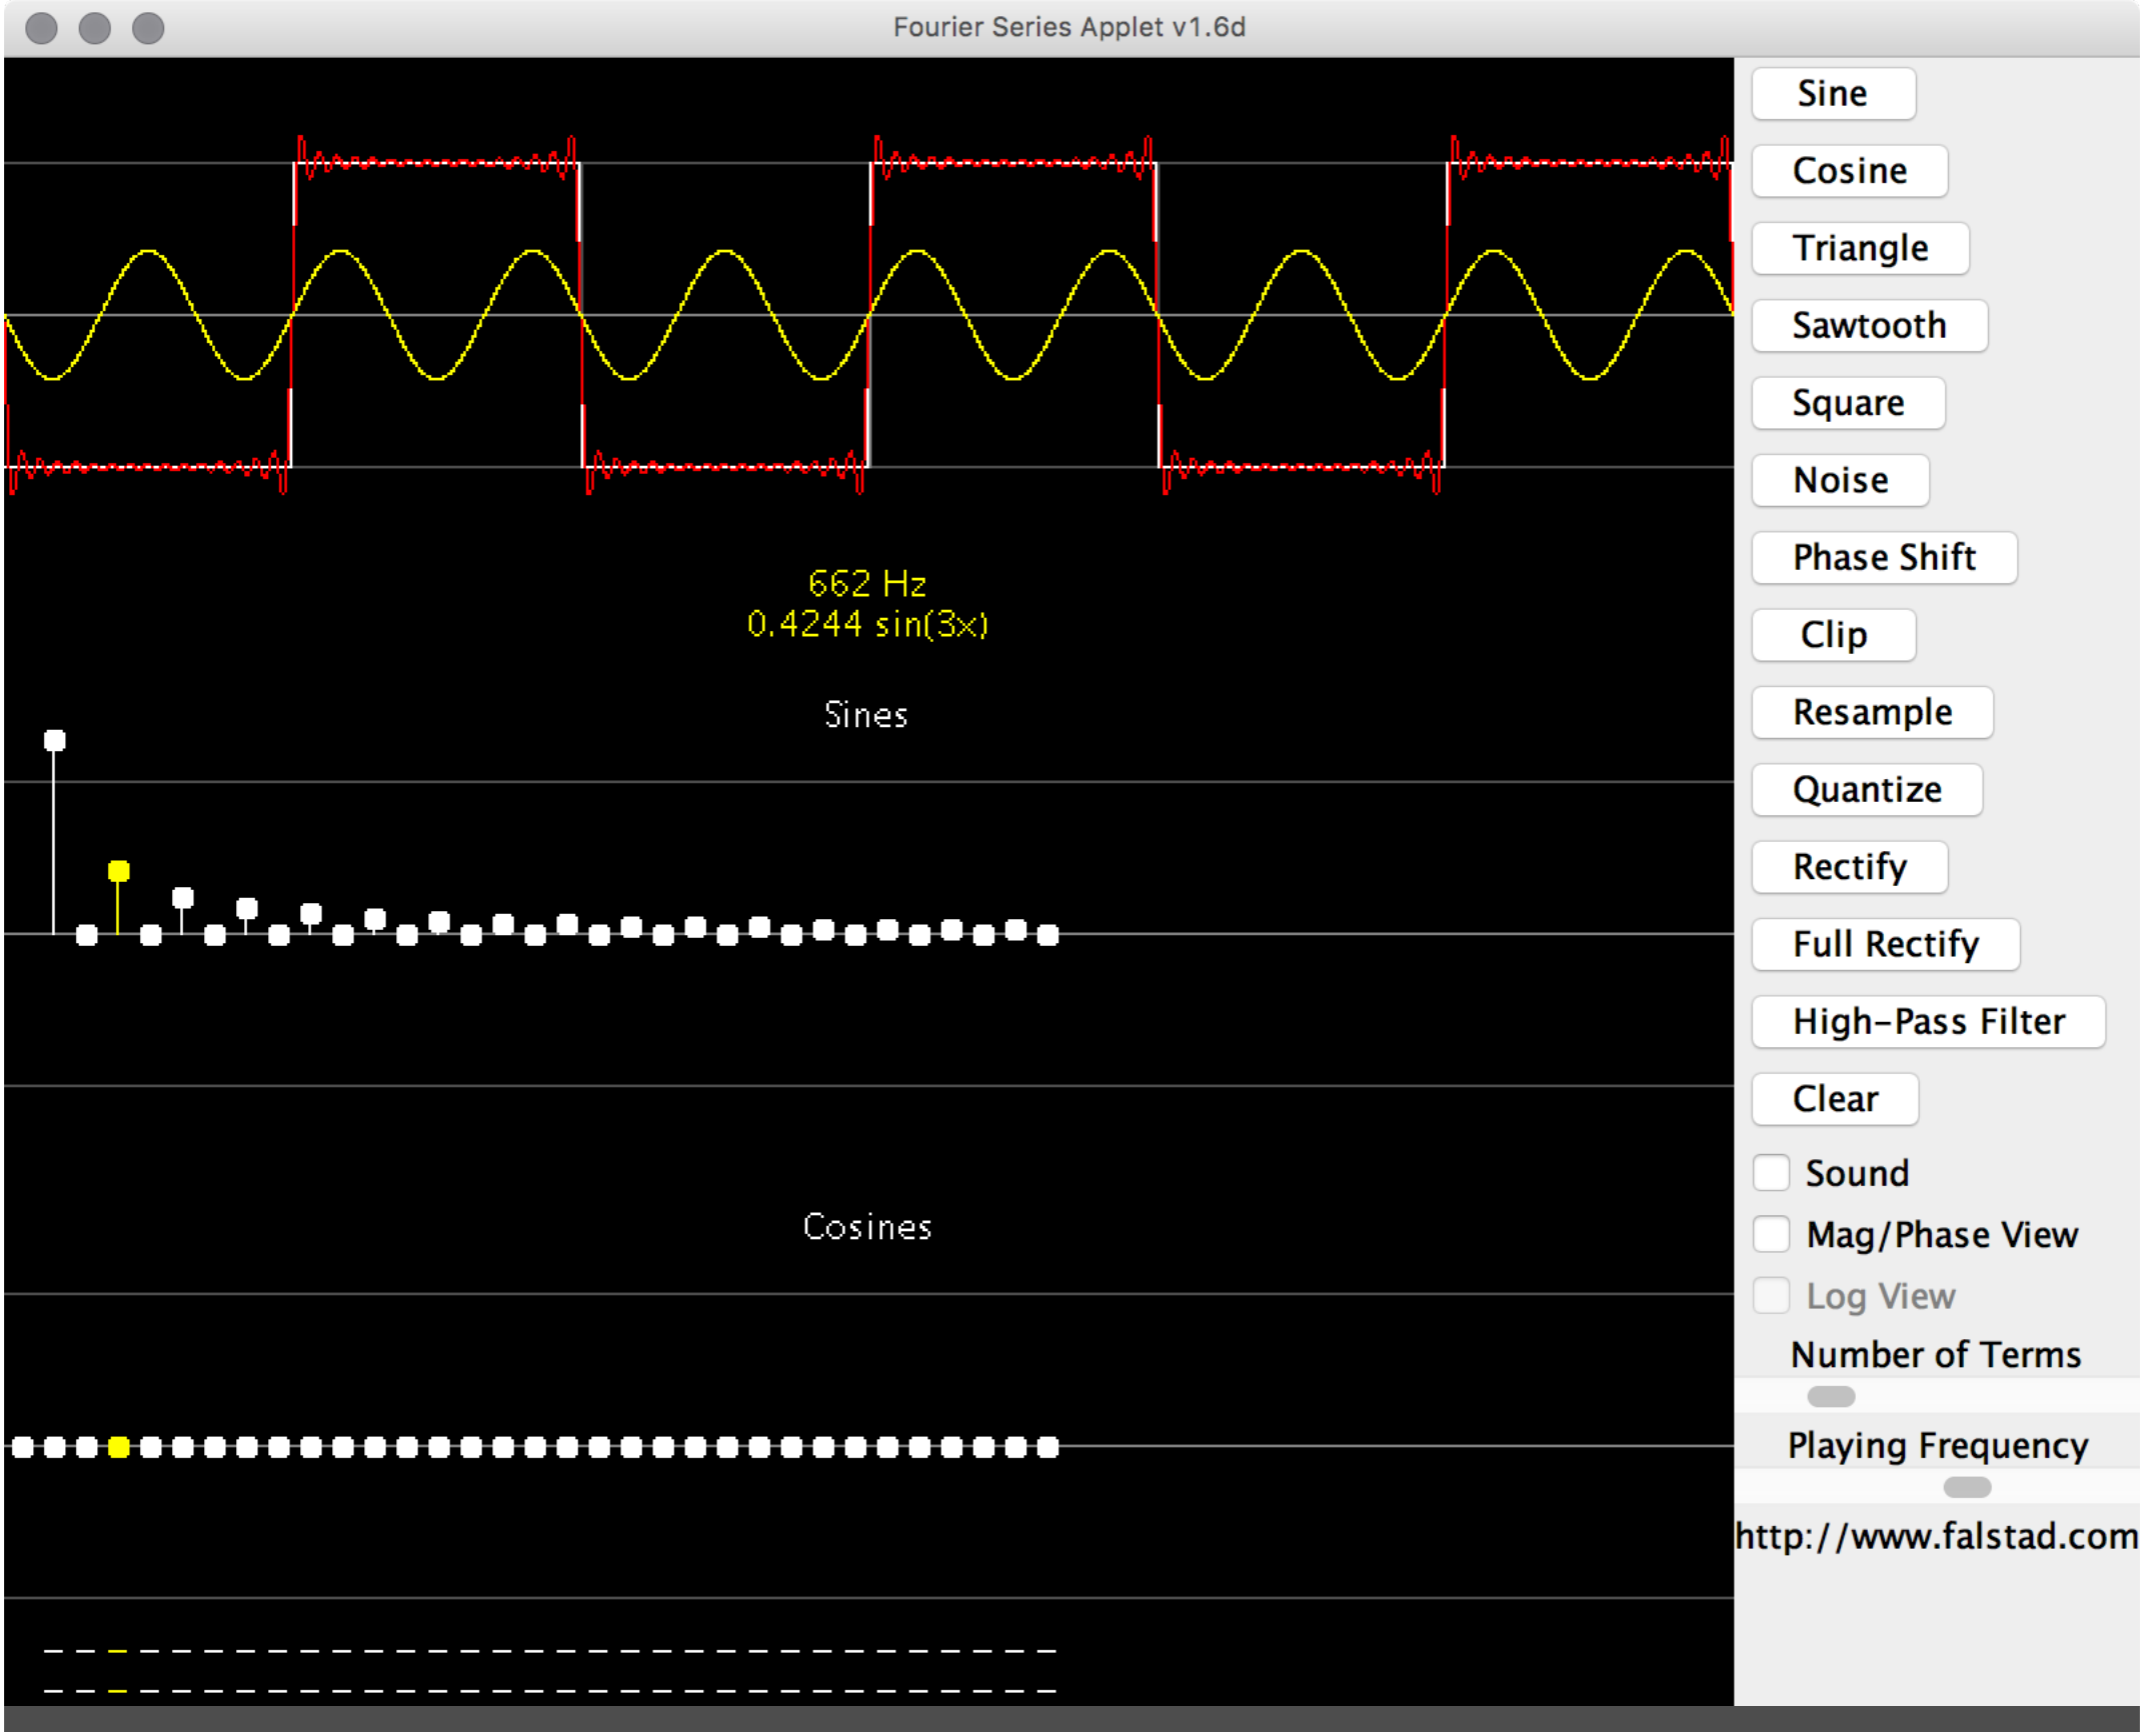 Fourier Series Applet v1.6d
Sine
Cosine
Triangle
Sawtooth
Square
Noise
Phase Shift
Clip
Resample
Quantize
Rectify
Full Rectify
High-Pass Filter
Clear
Sound
Mag/Phase View
Log View
Number of Terms
Playing Frequency
http://www.falstad.com
662 Hz
0.4244 sin(3x)
Sines
Cosines